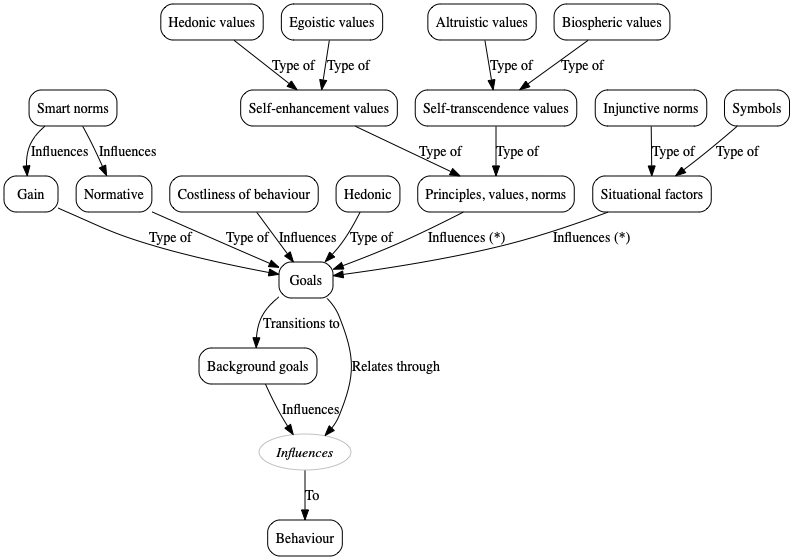 Hedonic values
Egoistic values
Altruistic values
Biospheric values
Type of
Type of
Type of
Type of
Smart norms
Self-enhancement values
Self-transcendence values
Injunctive norms
Symbols
Influences
Influences
Type of
Type of
Type of
Type of
Gain
Normative
Costliness of behaviour
Hedonic
Principles, values, norms
Situational factors
Type of
Type of
Influences
Type of
Influences (*)
Influences (*)
Goals
Transitions to
Background goals
Relates through
Influences
Influences
To
Behaviour